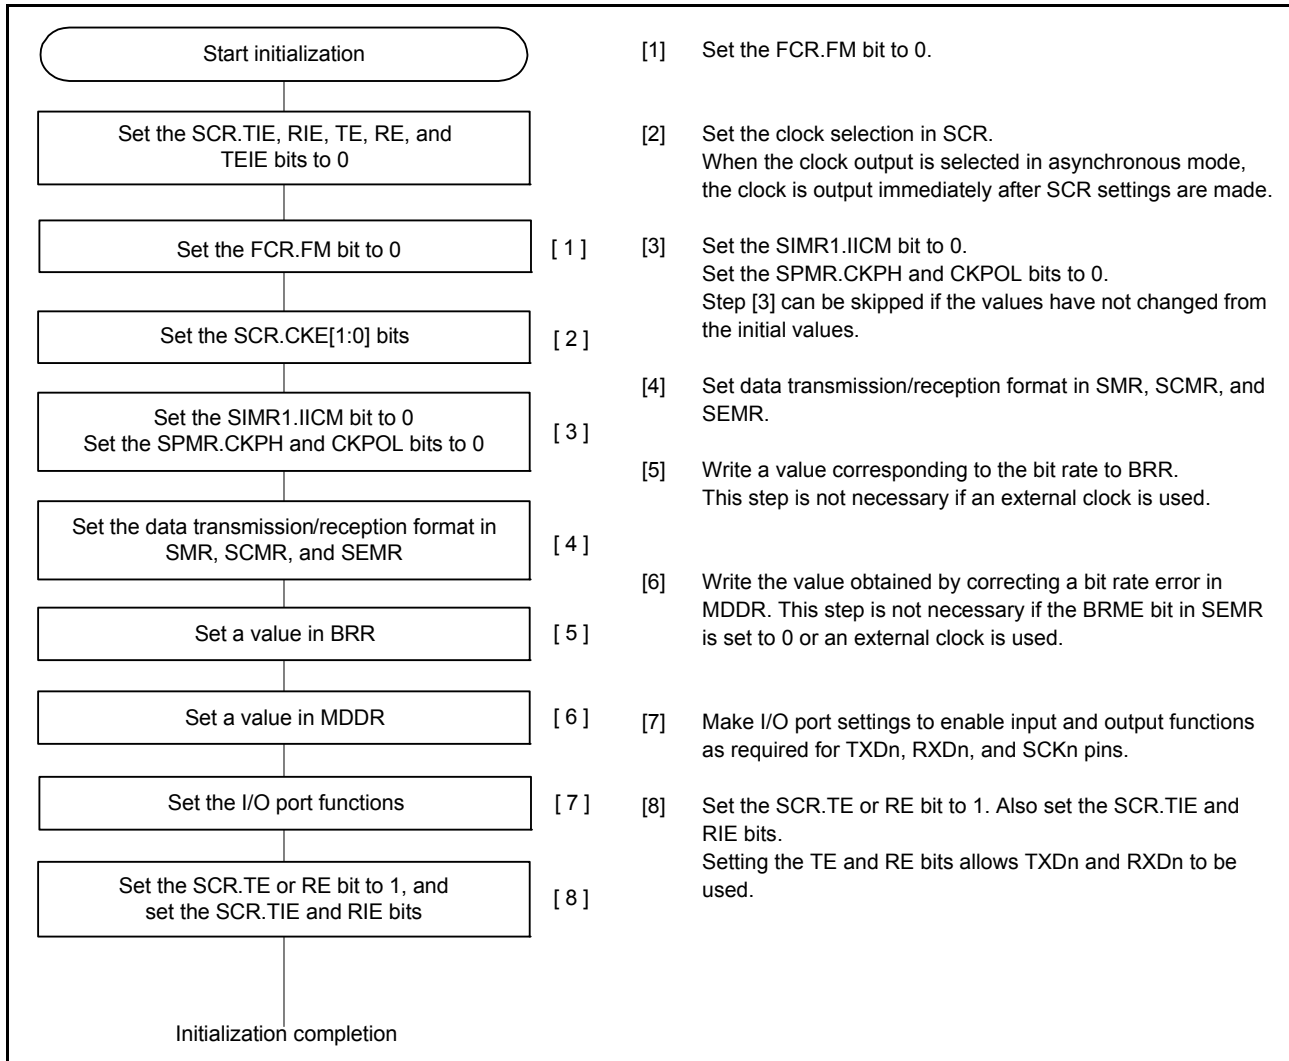 Start initialization
Set the SCR.TIE, RIE, TE, RE, and
TEIE bits to 0
Set the FCR.FM bit to 0
[ 1 ]
Set the SCR.CKE[1:0] bits
[ 2 ]
Set the SIMR1.IICM bit to 0
Set the SPMR.CKPH and CKPOL bits to 0
[ 3 ]
Set the data transmission/reception format in
SMR, SCMR, and SEMR
[ 4 ]
Set a value in BRR
[ 5 ]
Set a value in MDDR
[ 6 ]
Set the I/O port functions
[ 7 ]
Set the SCR.TE or RE bit to 1, and
set the SCR.TIE and RIE bits
[ 8 ]
Initialization completion
[1] Set the FCR.FM bit to 0.
[2] Set the clock selection in SCR.
When the clock output is selected in asynchronous mode,
the clock is output immediately after SCR settings are made.
[3] Set the SIMR1.IICM bit to 0.
Set the SPMR.CKPH and CKPOL bits to 0.
Step [3] can be skipped if the values have not changed from
the initial values.
[4] Set data transmission/reception format in SMR, SCMR, and
SEMR.
[5] Write a value corresponding to the bit rate to BRR.
This step is not necessary if an external clock is used.
[6] Write the value obtained by correcting a bit rate error in
MDDR. This step is not necessary if the BRME bit in SEMR
is set to 0 or an external clock is used.
[7] Make I/O port settings to enable input and output functions
as required for TXDn, RXDn, and SCKn pins.
[8] Set the SCR.TE or RE bit to 1. Also set the SCR.TIE and
RIE bits.
Setting the TE and RE bits allows TXDn and RXDn to be
used.